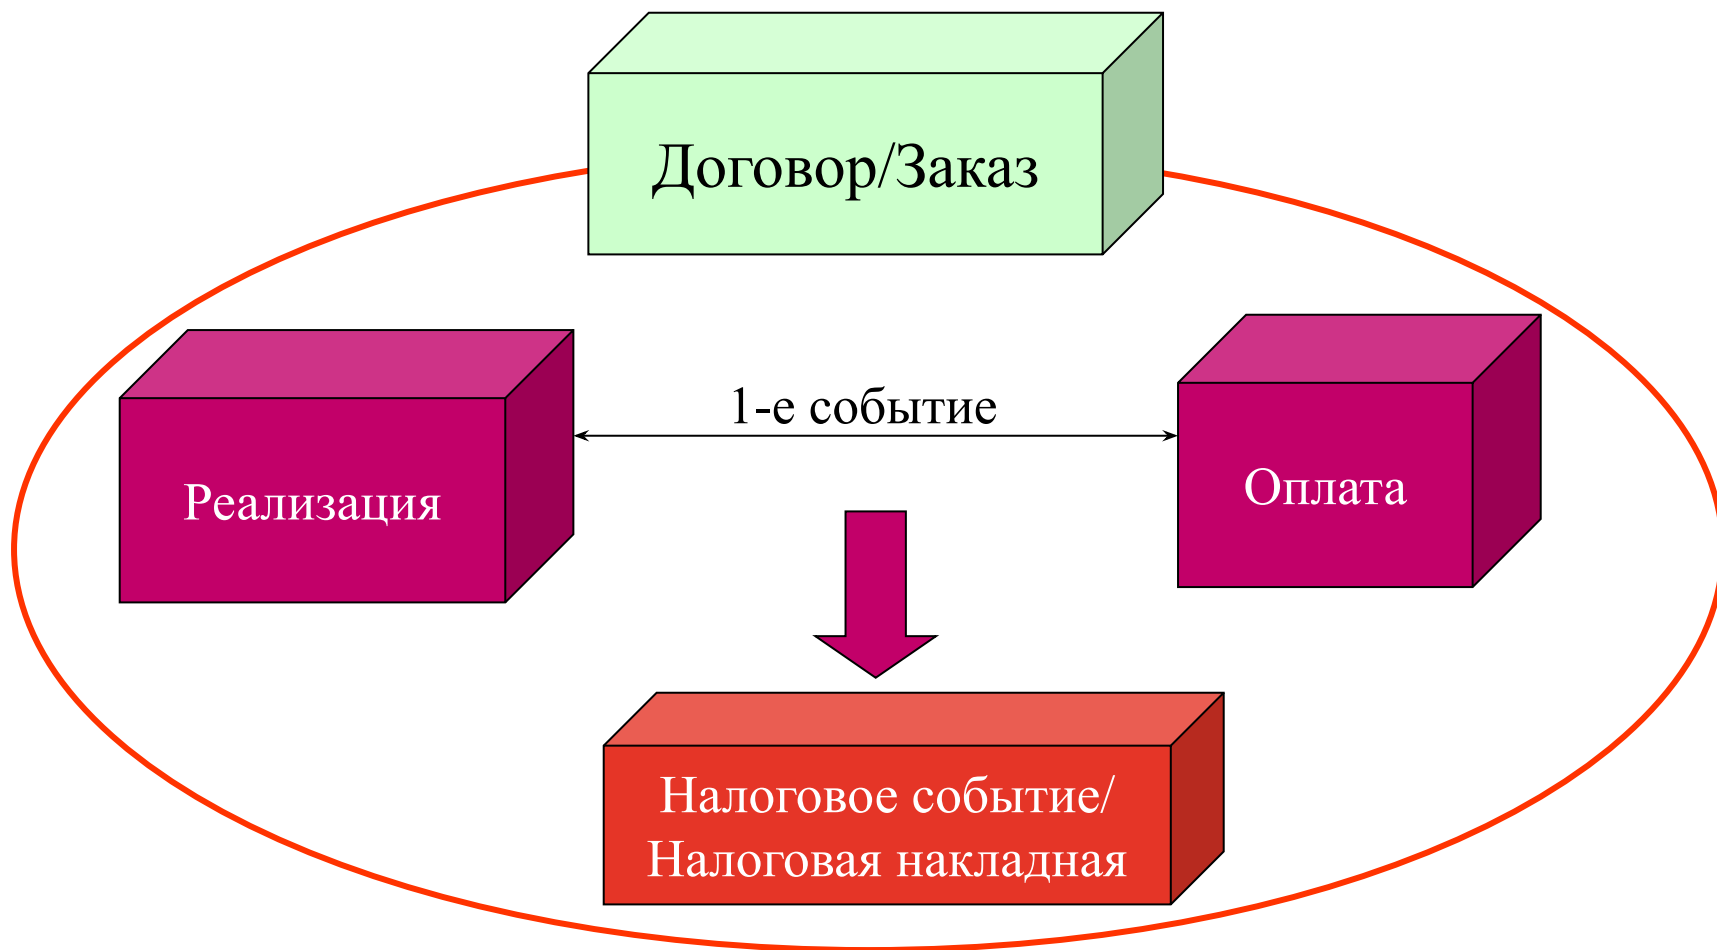 Договор/Заказ
1-е событие
Реализация
Оплата
Налоговое событие/
Налоговая накладная